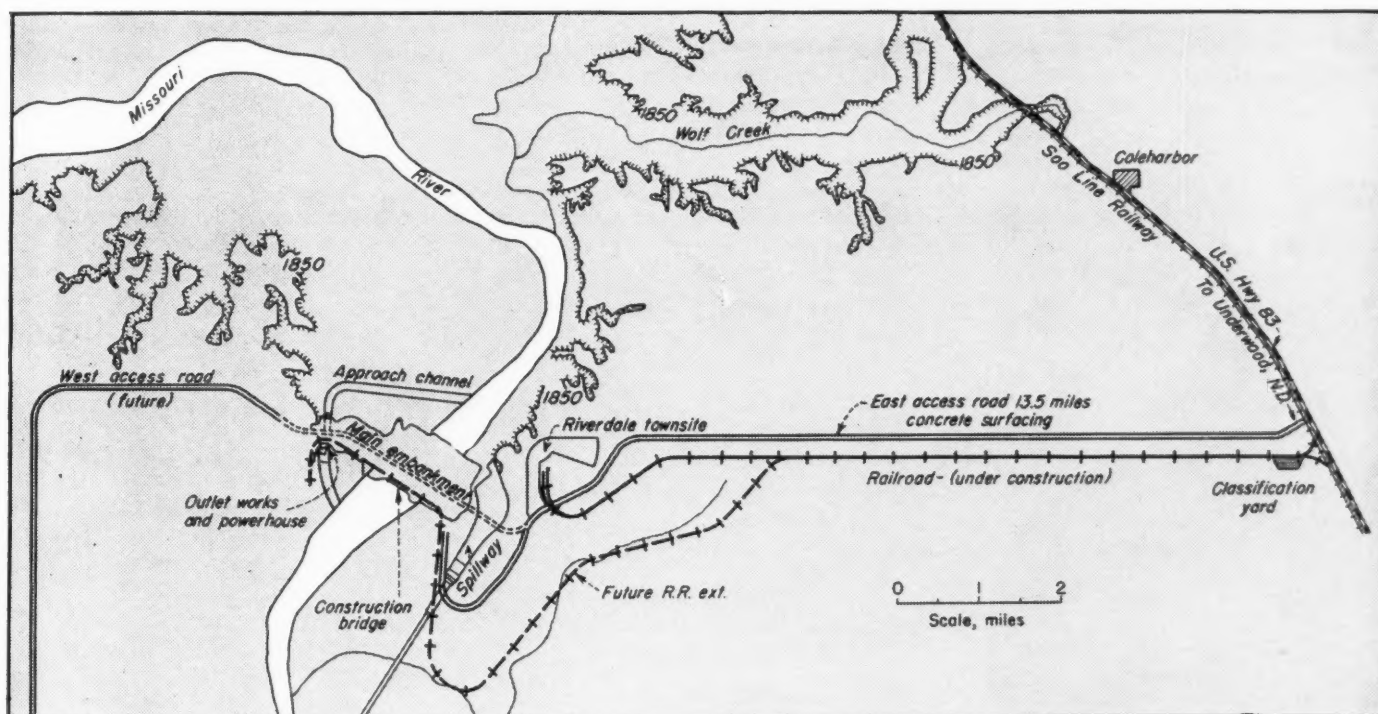 Missouri
River
1850
Wolf Creek
1850
Soo Line Railway
Coleharbor
U.S. Hwy 83
To Underwood, N.D.
1850
West access road
(future)
Approach channel
1850
Main embankment
Riverdale townsite
East access road 13.5 miles
concrete surfacing
Railroad-(under construction)
Classification
yard
Outlet works
and powerhouse
Construction
bridge
Spillway
Future R.R. ext.
0 1 2
Scale, miles